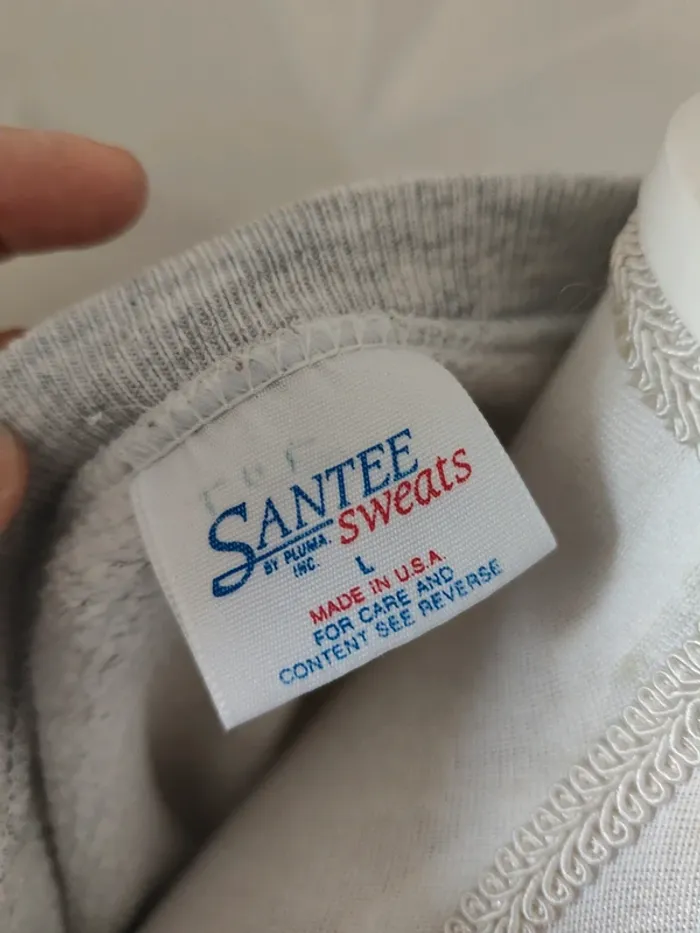 SANTEE
sweats
BY PLUMA,
INC.
L
MADE IN U.S.A.
FOR CARE AND
CONTENT SEE REVERSE